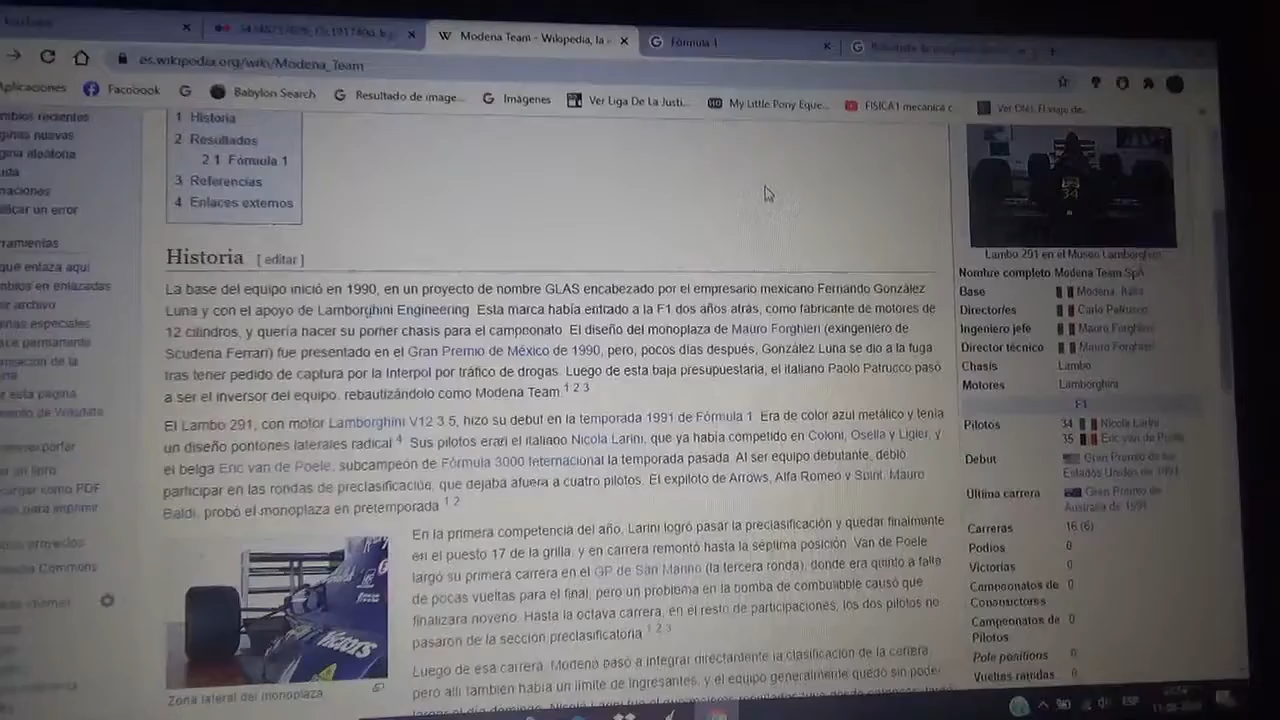 Modena Team - Wikipedia, la
Fórmula 1
es.wikipedia.org/wiki/Modena_Team
Aplicaciones
Facebook
Babylon Search
Resultado de image...
Imágenes
Ver Liga De La Justi...
My Little Pony Eque...
FISICA1 mecanica c
1 Historia
2 Resultados
2 1 Fórmula 1
3 Referencias
4 Enlaces externos
Historia [ editar ]
La base del equipo inició en 1990, en un proyecto de nombre GLAS encabezado por el empresario mexicano Fernando González
Luna y con el apoyo de Lamborghini Engineering. Esta marca había entrado a la F1 dos años atrás, como fabricante de motores de
12 cilindros, y quería hacer su pomer chasis para el campeonato. El diseño del monoplaza de Mauro Forghieri (exingeniero de
Scuderia Ferrari) fue presentado en el Gran Premio de México de 1990, pero, pocos días después, González Luna se dio a la fuga
tras tener pedido de captura por la Interpol por tráfico de drogas. Luego de esta baja presupuestaria, el italiano Paolo Patrucco pasó
a ser el inversor del equipo, rebautizándolo como Modena Team. 1 2 3
El Lambo 291, con motor Lamborghini V12 3.5, hizo su debut en la temporada 1991 de Fórmula 1. Era de color azul metálico y tenía
un diseño pontones laterales radical 4 Sus pilotos eran el italiano Nicola Larini, que ya había competido en Coloni, Osella y Ligier, y
el belga Eric van de Poele, subcampeón de Fórmula 3000 Internacional la temporada pasada. Al ser equipo debutante, debió
participar en las rondas de preclasificación, que dejaba afuera a cuatro pilotos. El expiloto de Arrows, Alfa Romeo y Spirit, Mauro
Baldi, probó el monoplaza en pretemporada 1 2
En la primera competencia del año, Larini logró pasar la preclasificación y quedar finalmente
en el puesto 17 de la grilla, y en carrera remontó hasta la séptima posición. Van de Poele
largó su primera carrera en el GP de San Marino (la tercera ronda), donde era quinto a falta
de pocas vueltas para el final, pero un problema en la bomba de combustible causó que
finalizara noveno. Hasta la octava carrera, en el resto de participaciones, los dos pilotos no
pasaron de la sección preclasificatoria 1 2 3
Luego de esa carrera, Modena pasó a integrar directamente la clasificación de la carrera,
pero allí también había un límite de ingresantes, y el equipo generalmente quedó sin poder
Zona lateral del monoplaza
34
Lambo 291 en el Museo Lamborghini
Nombre completo Modena Team SpA
Base Modena, Italia
Director/es Carlo Patrucco
Ingeniero jefe Mauro Forghieri
Director técnico Mauro Forghieri
Chasis Lambo
Motores Lamborghini
F1
Pilotos 34 Nicola Larini
35 Eric van de Poele
Debut Gran Premio de los
Estados Unidos de 1991
Última carrera Gran Premio de
Australia de 1991
Carreras 16 (6)
Podios 0
Victorias 0
Campeonatos de 0
Constructores
Campeonatos de 0
Pilotos
Pole positions 0
Vueltas rápidas 0
ESP